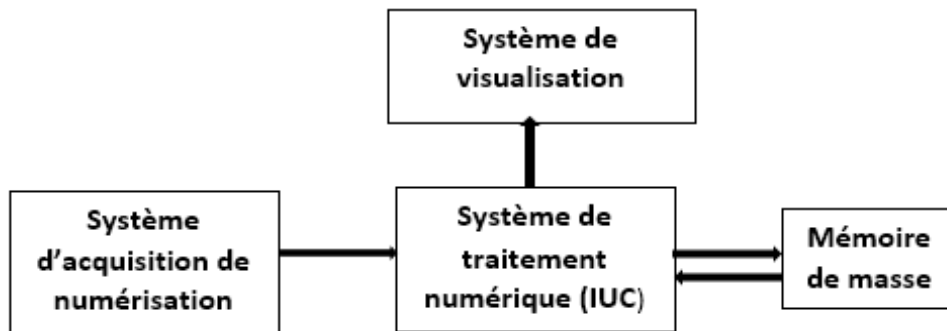 Système de
visualisation
Système
d'acquisition de
numérisation
Système de
traitement
numérique (IUC)
Mémoire
de masse